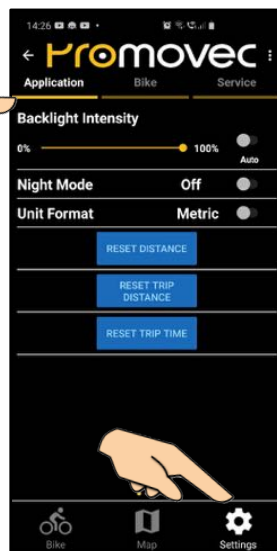 14:26
Promovec
Application Bike Service
Backlight Intensity
0% 100%
Auto
Night Mode Off
Unit Format Metric
RESET DISTANCE
RESET TRIP
DISTANCE
RESET TRIP TIME
Bike Map Settings